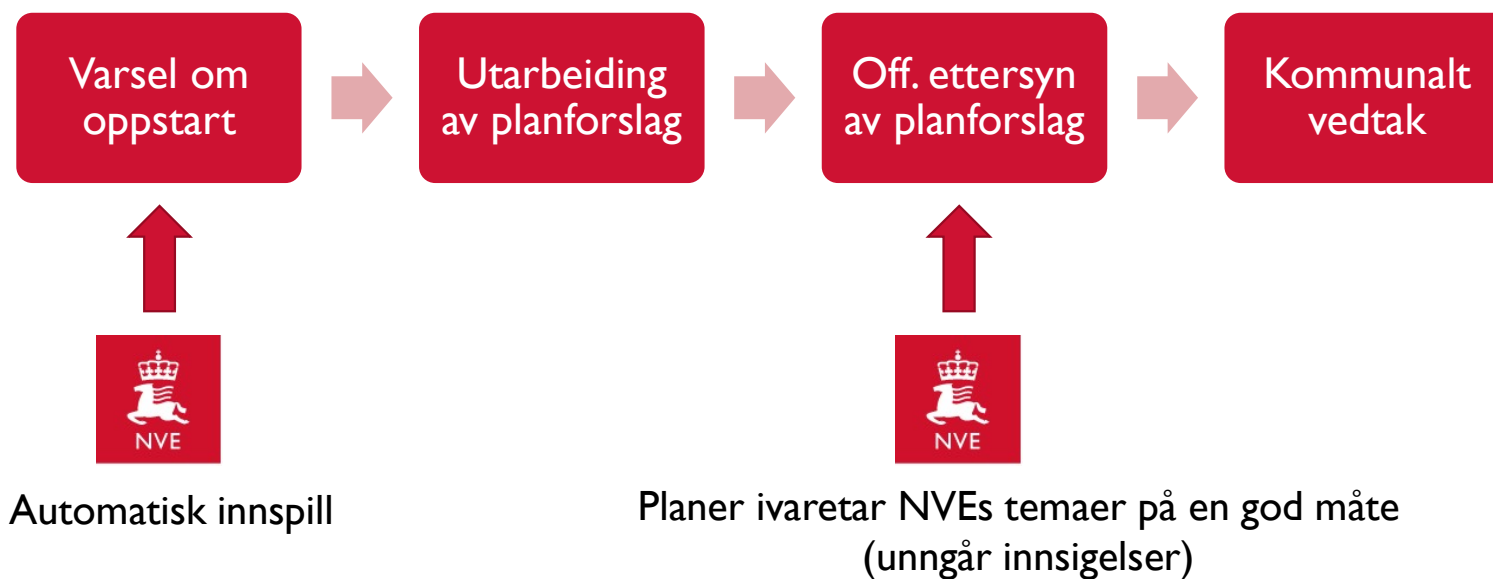 Varsel om
oppstart
Utarbeiding
av planforslag
Off. ettersyn
av planforslag
Kommunalt
vedtak
NVE
NVE
Automatisk innspill
Planer ivaretar NVEs temaer på en god måte
(unngår innsigelser)